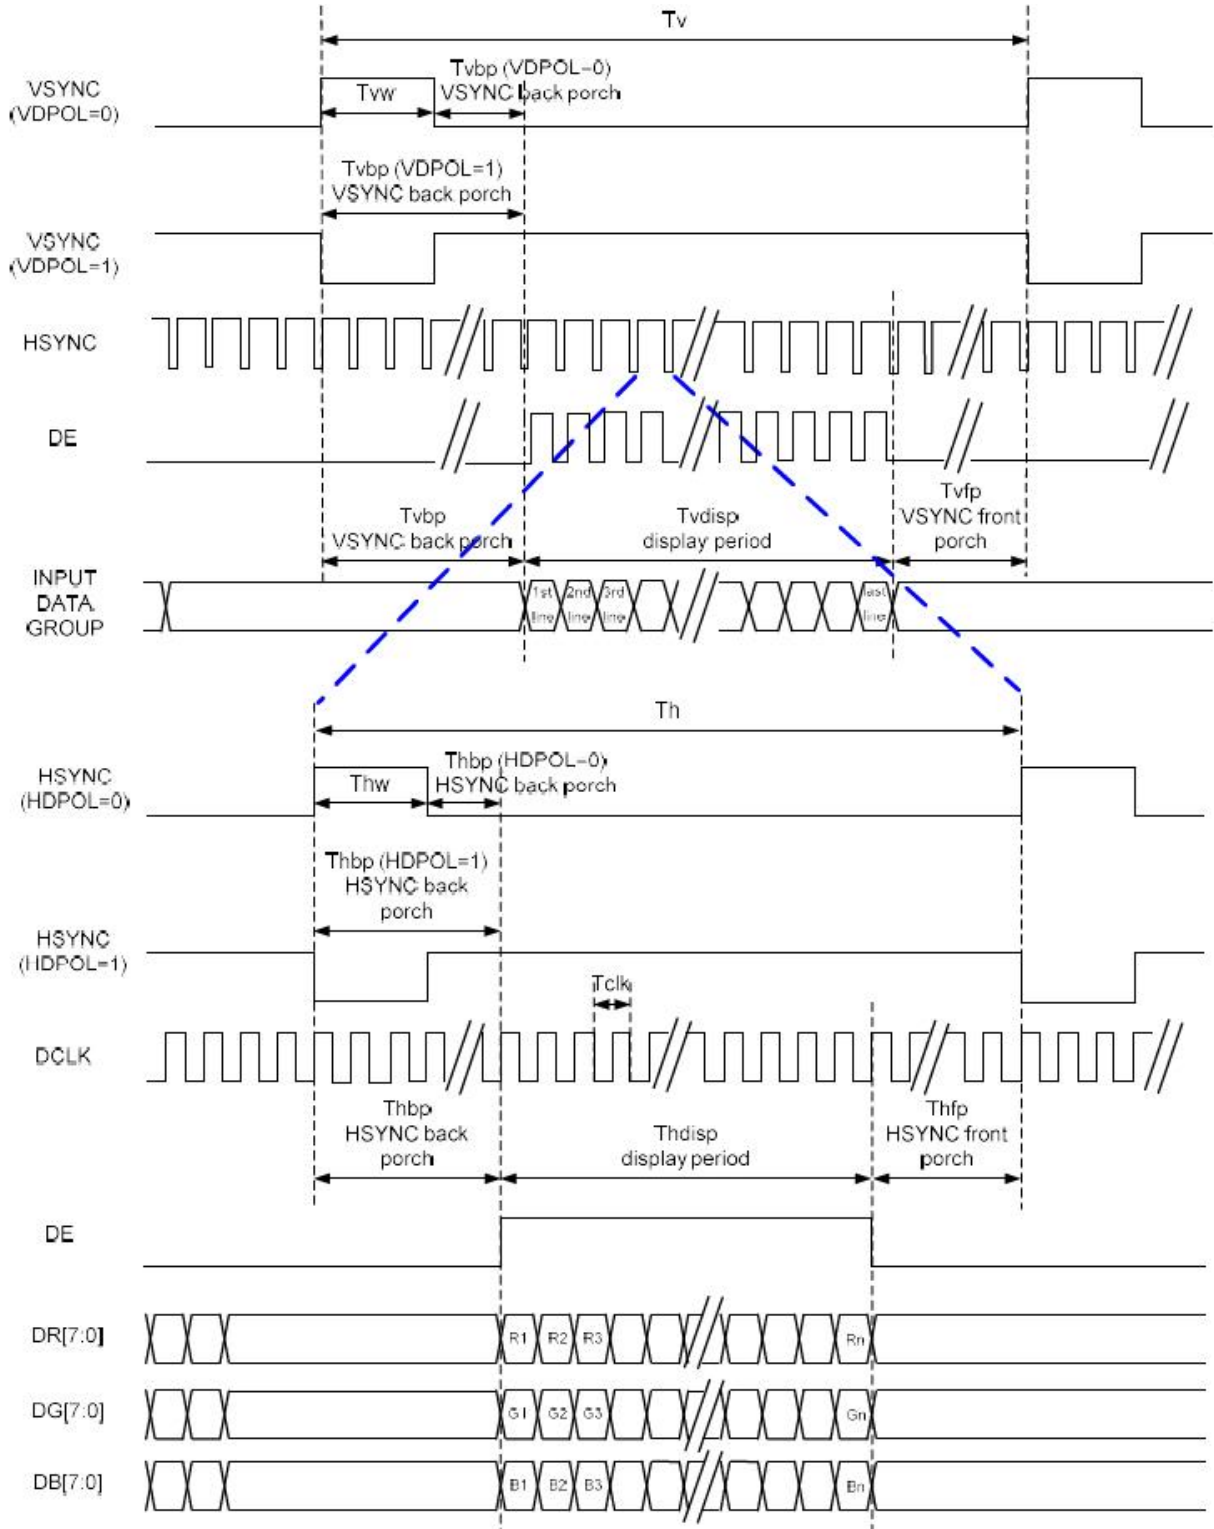 Tv
VSYNC
(VDPOL=0)
Tvw
Tvbp (VDPOL=0)
VSYNC back porch
Tvbp (VDPOL=1)
VSYNC back porch
VSYNC
(VDPOL=1)
HSYNC
DE
Tvbp
VSYNC back porch
Tvdisp
display period
Tvfp
VSYNC front
porch
INPUT
DATA
GROUP
1st
line
2nd
line
3rd
line
last
line
Th
HSYNC
(HDPOL=0)
Thw
Thbp (HDPOL=0)
HSYNC back porch
Thbp (HDPOL=1)
HSYNC back
porch
HSYNC
(HDPOL=1)
Tclk
DCLK
Thbp
HSYNC back
porch
Thdisp
display period
Thfp
HSYNC front
porch
DE
DR[7:0]
R1 R2 R3 Rn
DG[7:0]
G1 G2 G3 Gn
DB[7:0]
B1 B2 B3 Bn